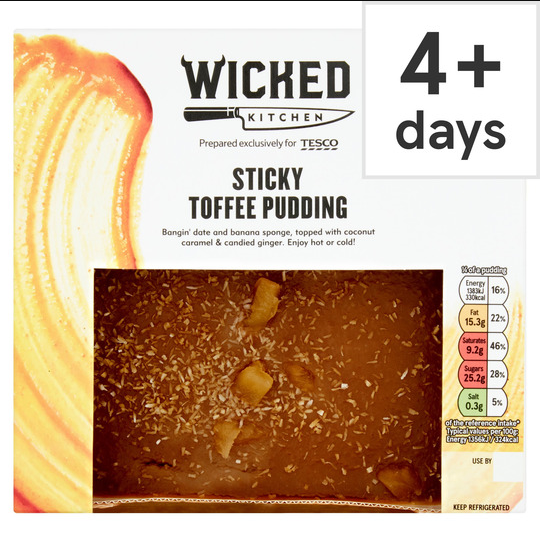 4+
days
WICKED
KITCHEN
Prepared exclusively for TESCO
STICKY
TOFFEE PUDDING
Bangin' date and banana sponge, topped with coconut
caramel & candied ginger. Enjoy hot or cold!
¼ of a pudding
Energy
1383kJ
330kcal
16%
Fat
15.3g
22%
Saturates
9.2g
46%
Sugars
25.2g
28%
Salt
0.3g
5%
of the reference intake*
Typical values per 100g:
Energy 1356kJ / 324kcal
USE BY
KEEP REFRIGERATED